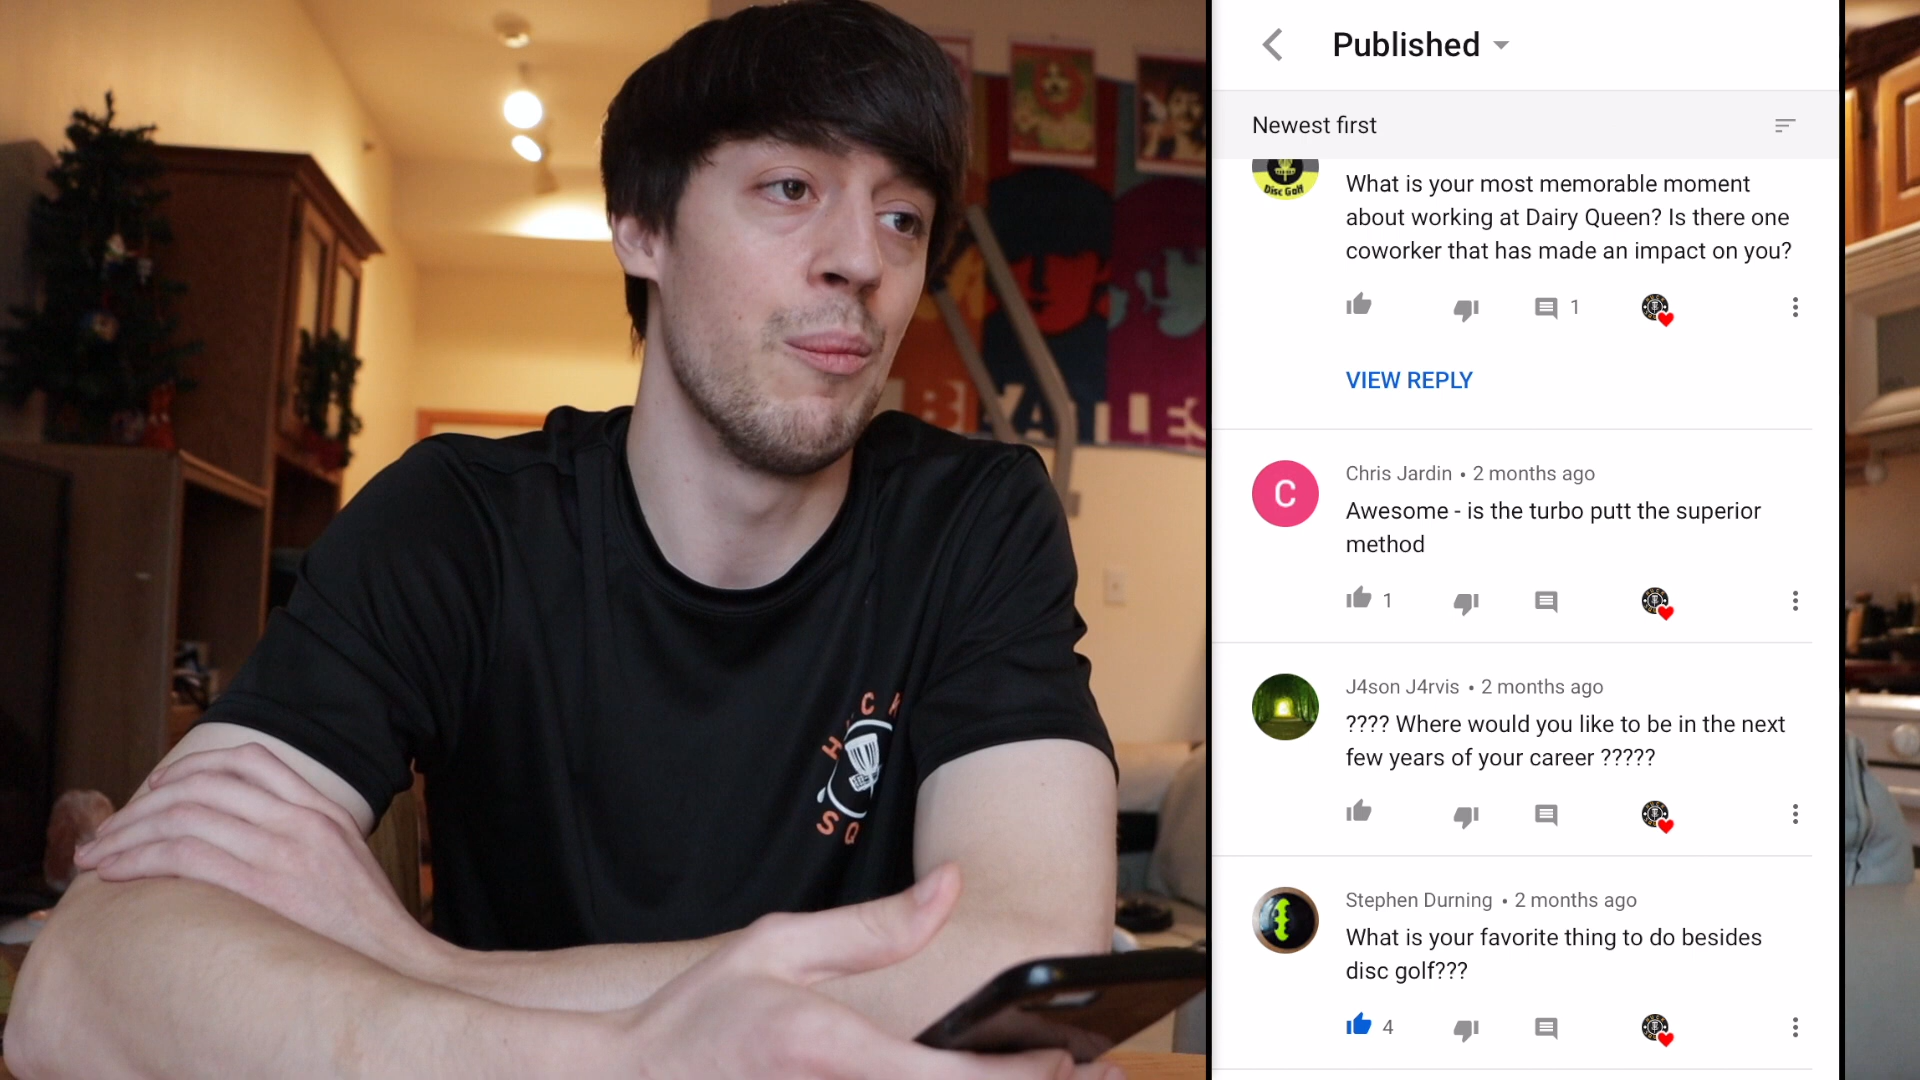 Published
Newest first
Disc Golf
What is your most memorable moment
about working at Dairy Queen? Is there one
coworker that has made an impact on you?
1
VIEW REPLY
C
Chris Jardin • 2 months ago
Awesome - is the turbo putt the superior
method
1
J4son J4rvis • 2 months ago
???? Where would you like to be in the next
few years of your career ?????
Stephen Durning • 2 months ago
What is your favorite thing to do besides
disc golf???
4